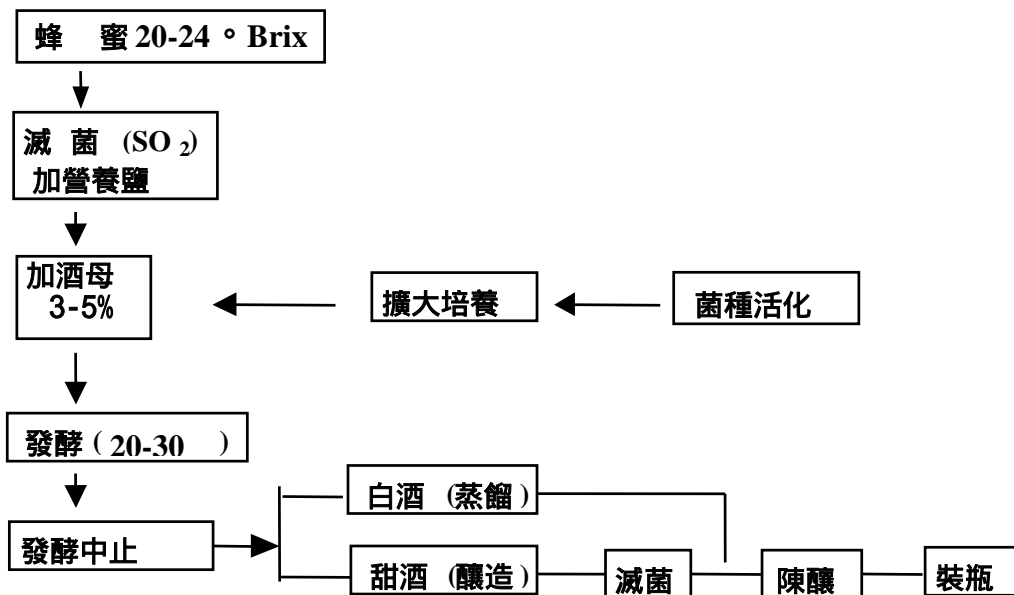 蜂 蜜 20-24 ° Brix
滅 菌 (SO 2)
加營養鹽
加酒母
3-5%
擴大培養
菌種活化
發酵 ( 20-30 )
發酵中止
白酒 (蒸餾)
甜酒 (釀造)
滅菌
陳釀
裝瓶